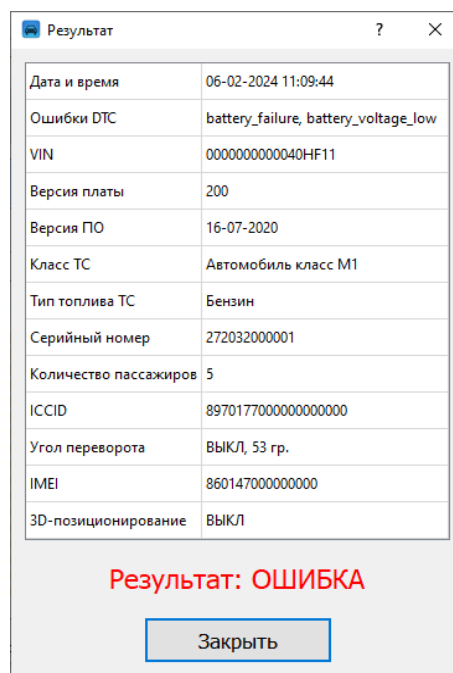 Результат ?
Дата и время 06-02-2024 11:09:44
Ошибки DTC battery_failure, battery_voltage_low
VIN 0000000000040HF11
Версия платы 200
Версия ПО 16-07-2020
Класс ТС Автомобиль класс M1
Тип топлива ТС Бензин
Серийный номер 272032000001
Количество пассажиров 5
ICCID 8970177000000000000
Угол переворота ВЫКЛ, 53 гр.
IMEI 860147000000000
3D-позиционирование ВЫКЛ
Результат: ОШИБКА
Закрыть